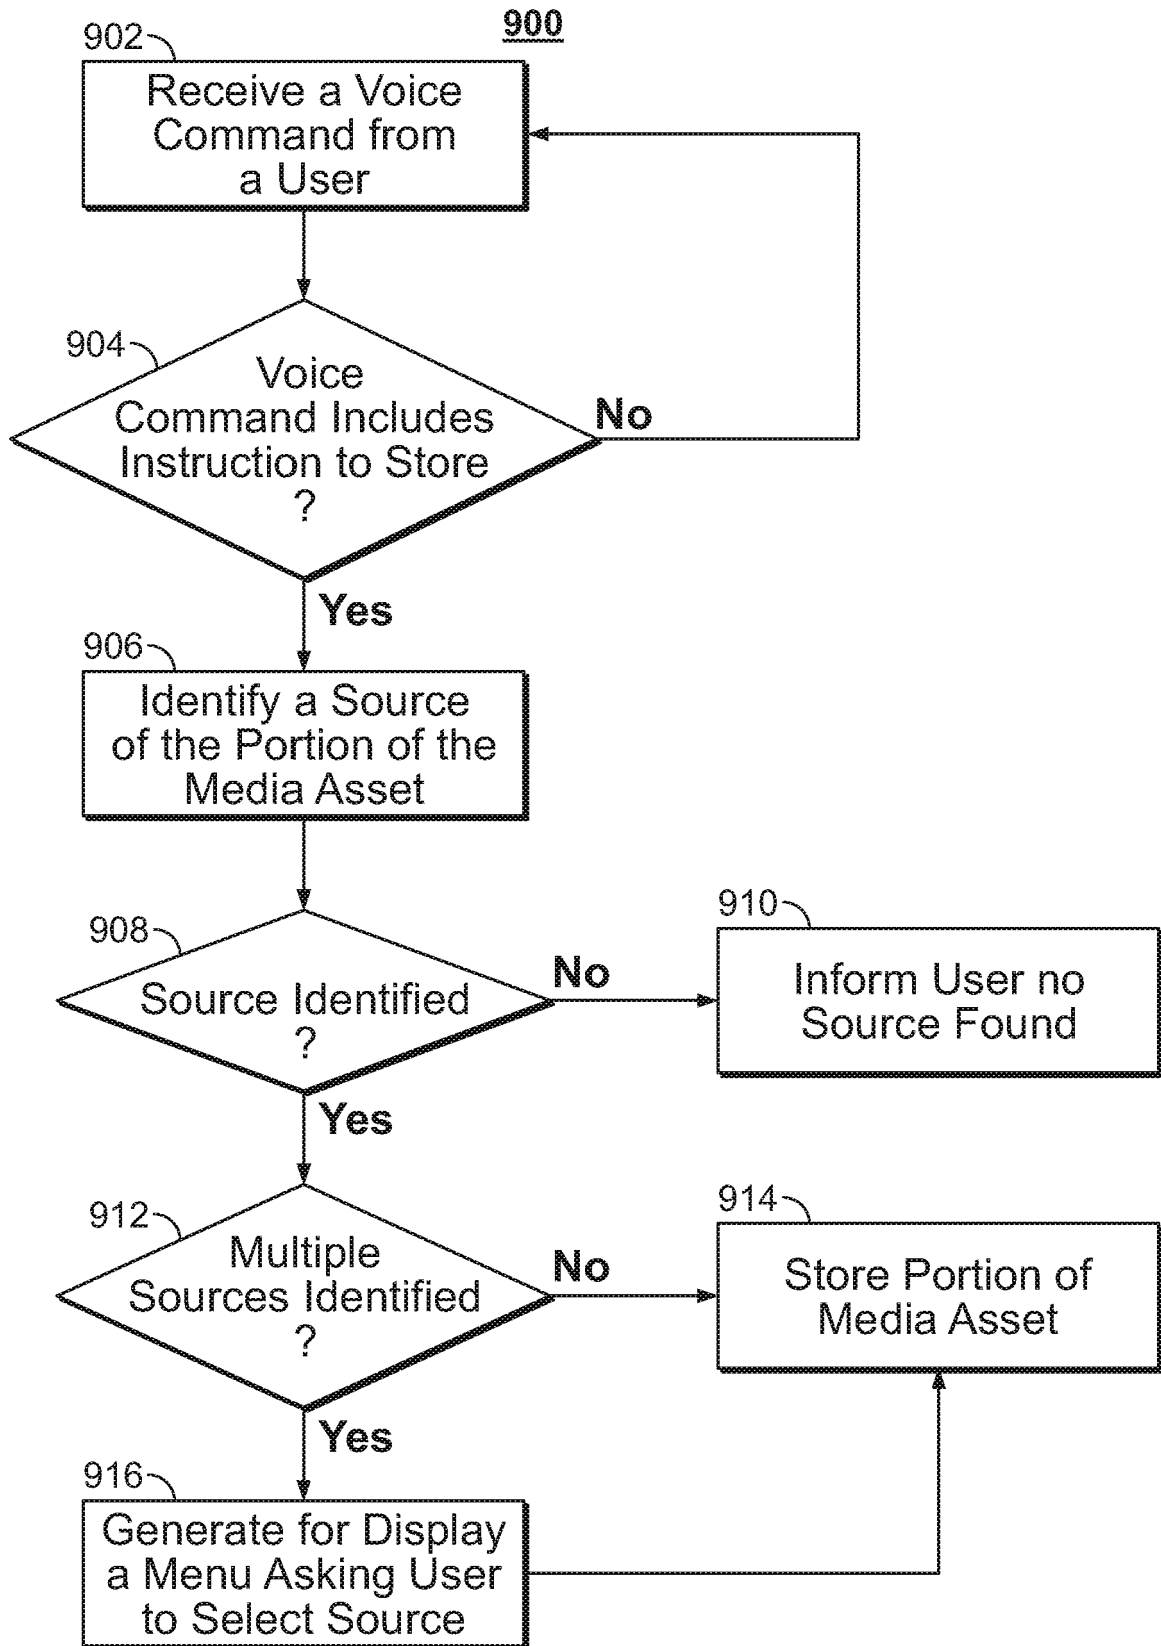 900
902
Receive a Voice
Command from
a User
904
Voice
Command Includes
Instruction to Store
?
No
Yes
906
Identify a Source
of the Portion of the
Media Asset
908
Source Identified
?
No
910
Inform User no
Source Found
Yes
912
Multiple
Sources Identified
?
No
914
Store Portion of
Media Asset
Yes
916
Generate for Display
a Menu Asking User
to Select Source